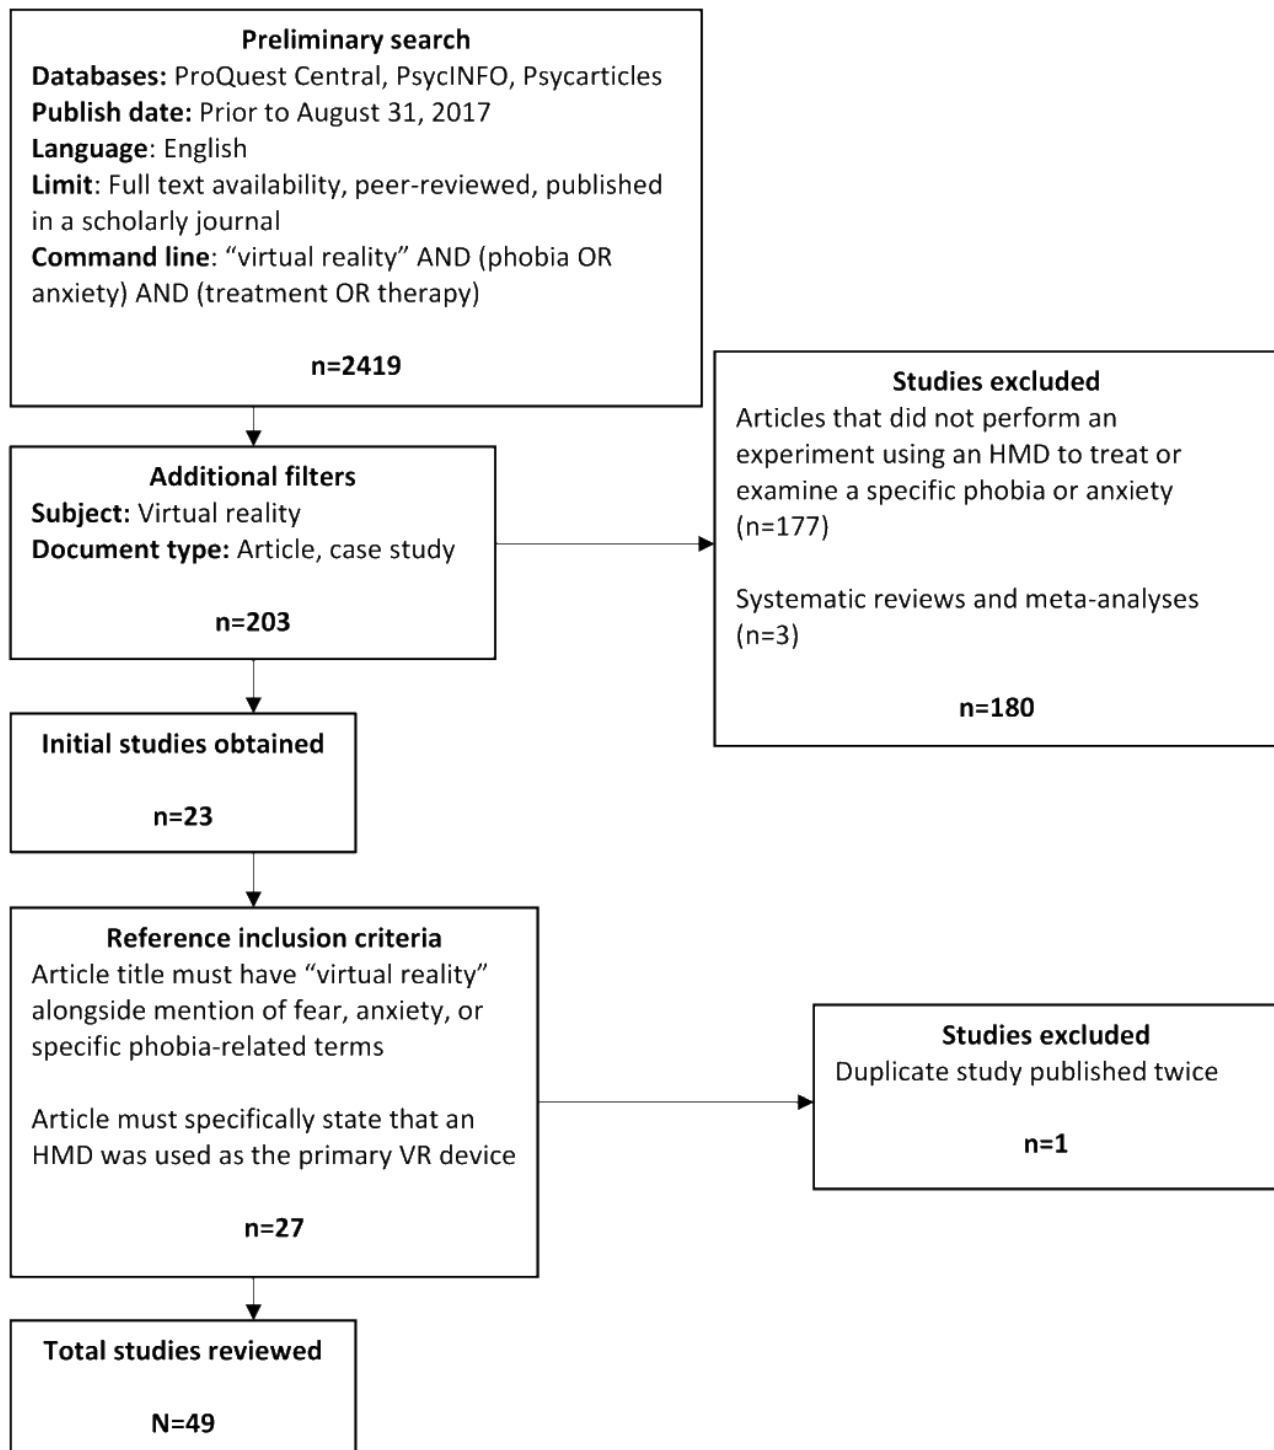 Preliminary search
Databases: ProQuest Central, PsycINFO, Psycarticles
Publish date: Prior to August 31, 2017
Language: English
Limit: Full text availability, peer-reviewed, published
in a scholarly journal
Command line: “virtual reality” AND (phobia OR
anxiety) AND (treatment OR therapy)
n=2419
Additional filters
Subject: Virtual reality
Document type: Article, case study
n=203
Studies excluded
Articles that did not perform an
experiment using an HMD to treat or
examine a specific phobia or anxiety
(n=177)
Systematic reviews and meta-analyses
(n=3)
n=180
Initial studies obtained
n=23
Reference inclusion criteria
Article title must have “virtual reality”
alongside mention of fear, anxiety, or
specific phobia-related terms
Article must specifically state that an
HMD was used as the primary VR device
n=27
Studies excluded
Duplicate study published twice
n=1
Total studies reviewed
N=49